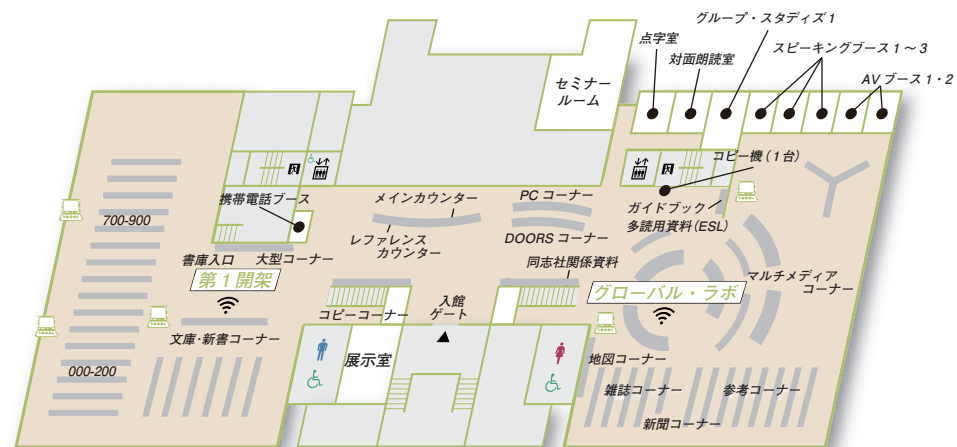 グループ・スタディズ1
点字室
スピーキングブース1～3
対面朗読室
AVブース1・2
セミナー
ルーム
コピー機(1台)
携帯電話ブース
メインカウンター
PCコーナー
ガイドブック
多読用資料(ESL)
700-900
レファレンス
カウンター
DOORSコーナー
書庫入口
大型コーナー
同志社関係資料
マルチメディア
コーナー
第1開架
グローバル・ラボ
コピーコーナー
入館
ゲート
文庫・新書コーナー
展示室
地図コーナー
000-200
雑誌コーナー
参考コーナー
新聞コーナー